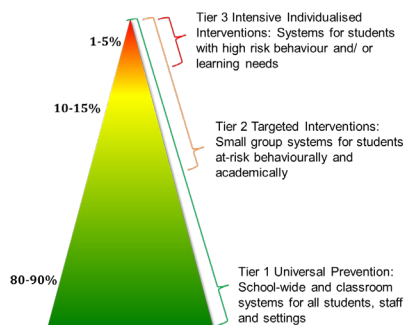 Tier 3 Intensive Individualised
Interventions: Systems for students
with high risk behaviour and/ or
learning needs
1-5%
10-15%
Tier 2 Targeted Interventions:
Small group systems for students
at-risk behaviourally and
academically
80-90%
Tier 1 Universal Prevention:
School-wide and classroom
systems for all students, staff
and settings